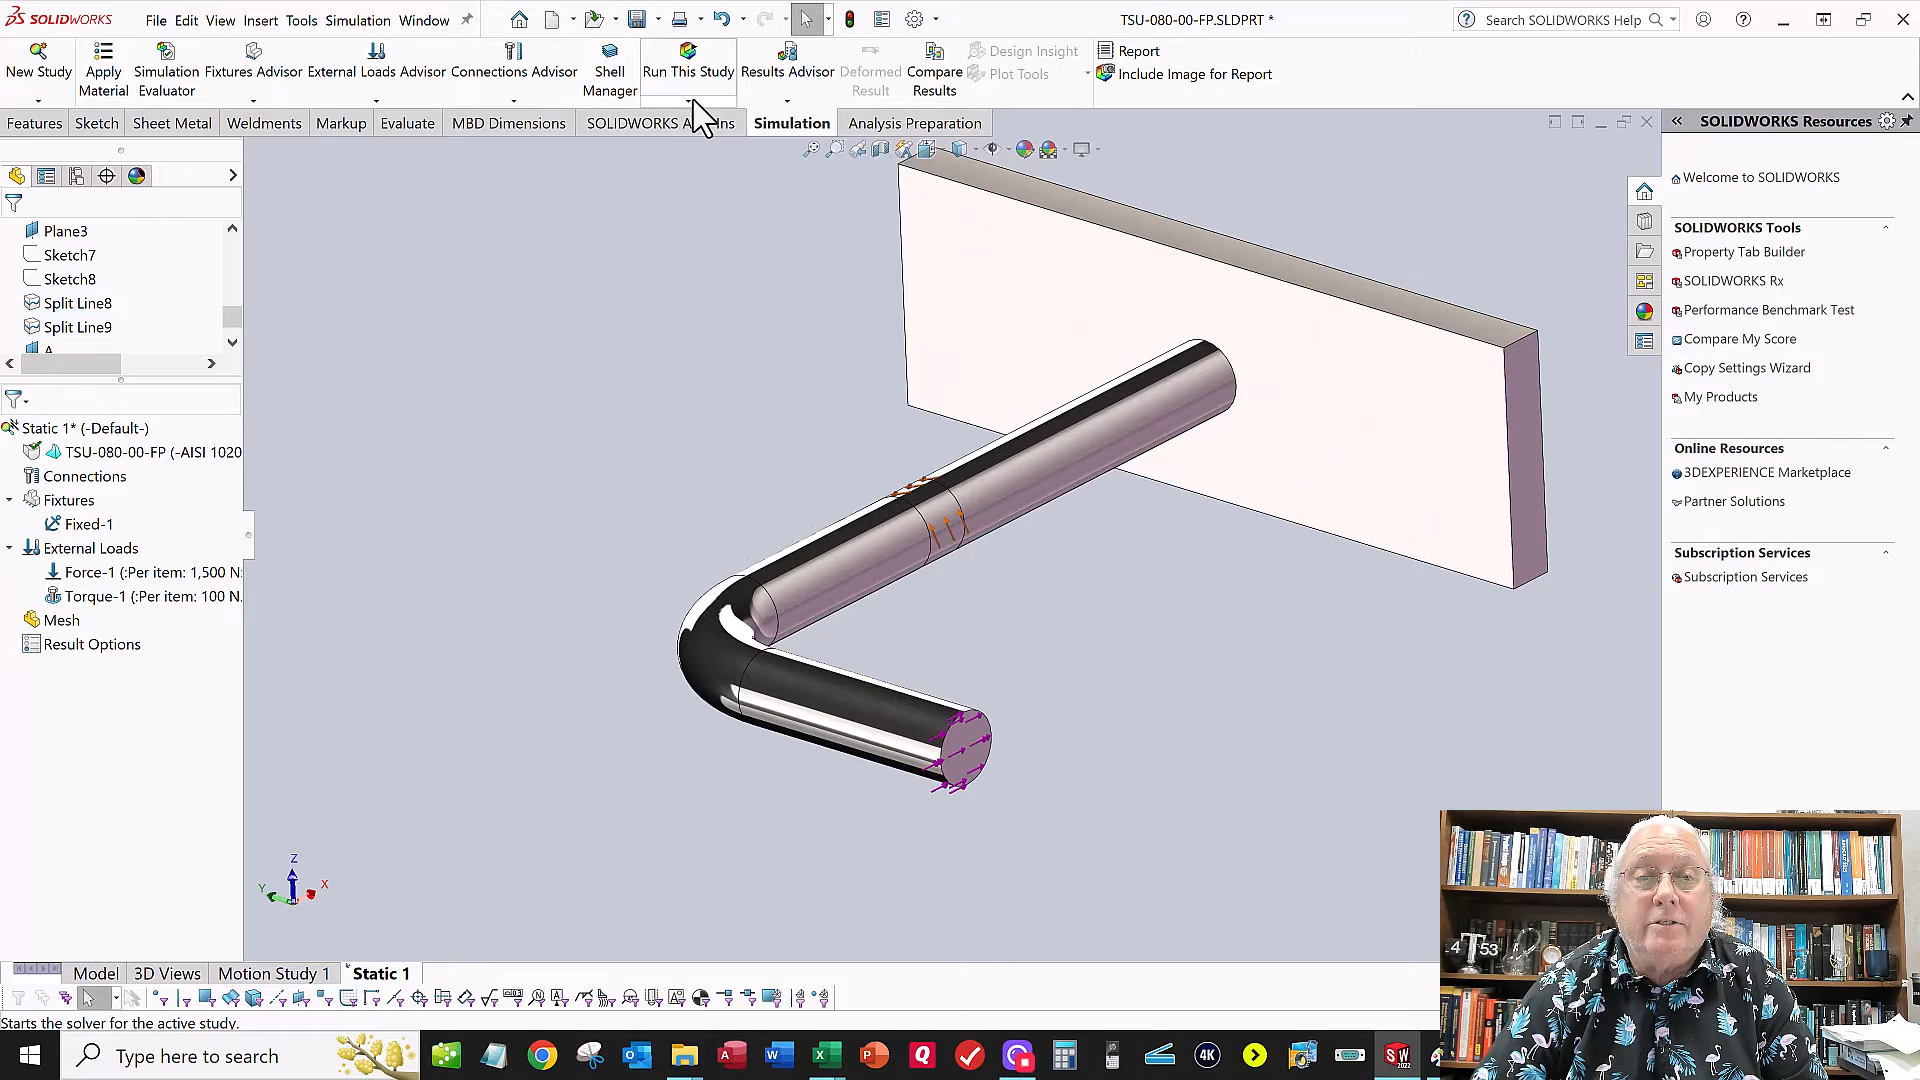 SOLIDWORKS File Edit View Insert Tools Simulation Window TSU-080-00-FP.SLDPRT * Search SOLIDWORKS Help
New Study
Apply Material
Simulation Evaluator
Fixtures Advisor
External Loads Advisor
Connections Advisor
Shell Manager
Run This Study
Results Advisor
Deformed Result
Compare Results
Design Insight
Plot Tools
Report
Include Image for Report
Features Sketch Sheet Metal Weldments Markup Evaluate MBD Dimensions SOLIDWORKS A ns Simulation Analysis Preparation
SOLIDWORKS Resources
Plane3
Sketch7
Sketch8
Split Line8
Split Line9
A
Static 1* (-Default-)
TSU-080-00-FP (-AISI 1020
Connections
Fixtures
Fixed-1
External Loads
Force-1 (:Per item: 1,500 N:
Torque-1 (:Per item: 100 N.
Mesh
Result Options
Z
Y
X
Welcome to SOLIDWORKS
SOLIDWORKS Tools
Property Tab Builder
SOLIDWORKS Rx
Performance Benchmark Test
Compare My Score
Copy Settings Wizard
My Products
Online Resources
3DEXPERIENCE Marketplace
Partner Solutions
Subscription Services
Subscription Services
Model 3D Views Motion Study 1 Static 1
Starts the solver for the active study.
Type here to search
4K
SW
2022